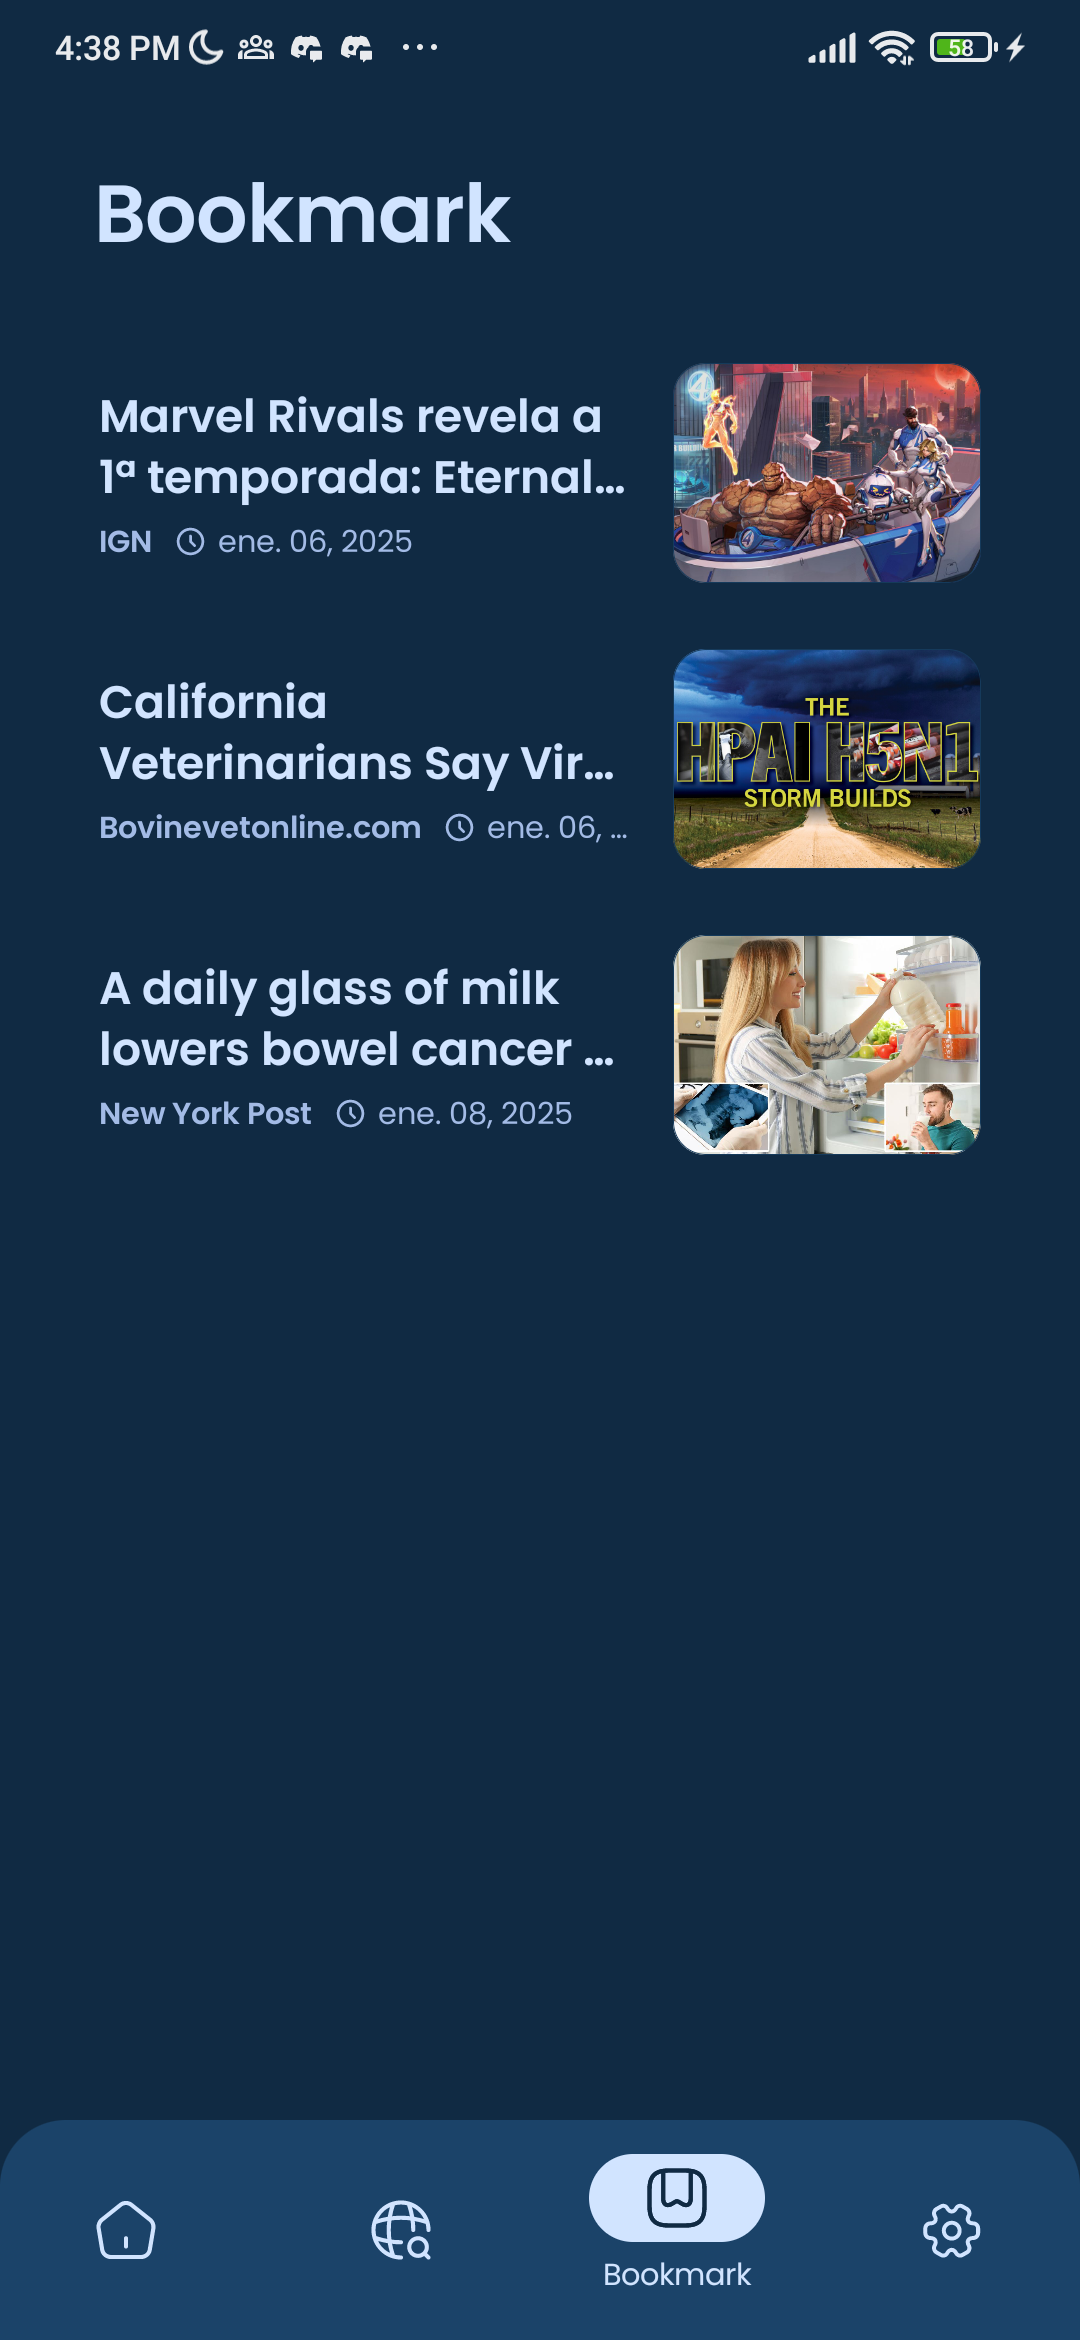 4:38 PM
58
Bookmark
Marvel Rivals revela a
1ª temporada: Eternal...
IGN ene. 06, 2025
THE
HPAI H5N1
STORM BUILDS
California
Veterinarians Say Vir...
Bovinevetonline.com ene. 06, ...
A daily glass of milk
lowers bowel cancer ...
New York Post ene. 08, 2025
Bookmark